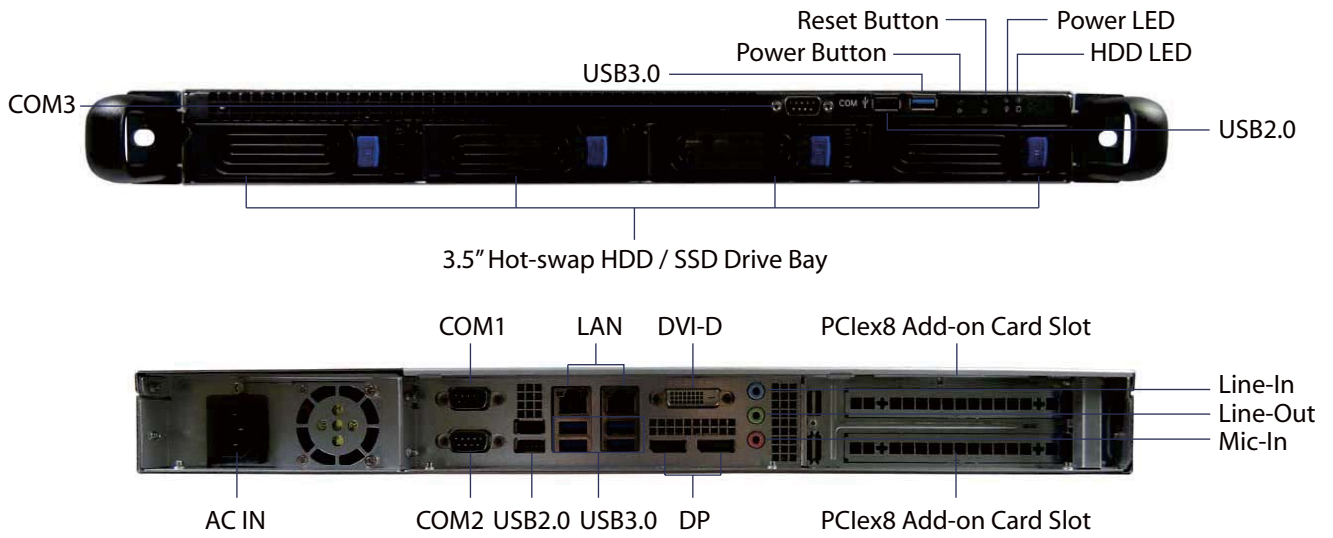 Reset Button
Power LED
Power Button
HDD LED
USB3.0
COM3
COM
USB2.0
3.5” Hot-swap HDD / SSD Drive Bay
COM1
LAN
DVI-D
PCIex8 Add-on Card Slot
Line-In
Line-Out
Mic-In
AC IN
COM2
USB2.0
USB3.0
DP
PCIex8 Add-on Card Slot